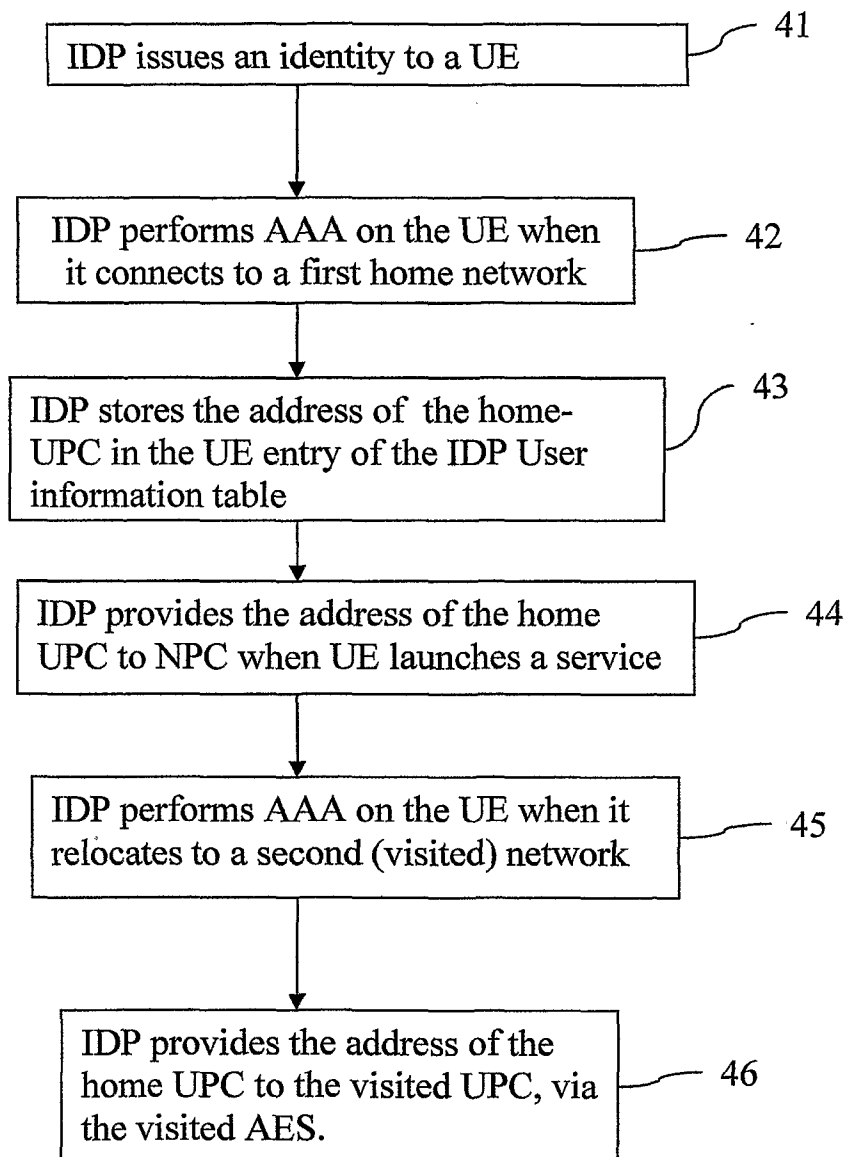 41
IDP issues an identity to a UE
IDP performs AAA on the UE when
it connects to a first home network
42
IDP stores the address of the home-
UPC in the UE entry of the IDP User
information table
43
IDP provides the address of the home
UPC to NPC when UE launches a service
44
IDP performs AAA on the UE when it
relocates to a second (visited) network
45
IDP provides the address of the
home UPC to the visited UPC, via
the visited AES.
46